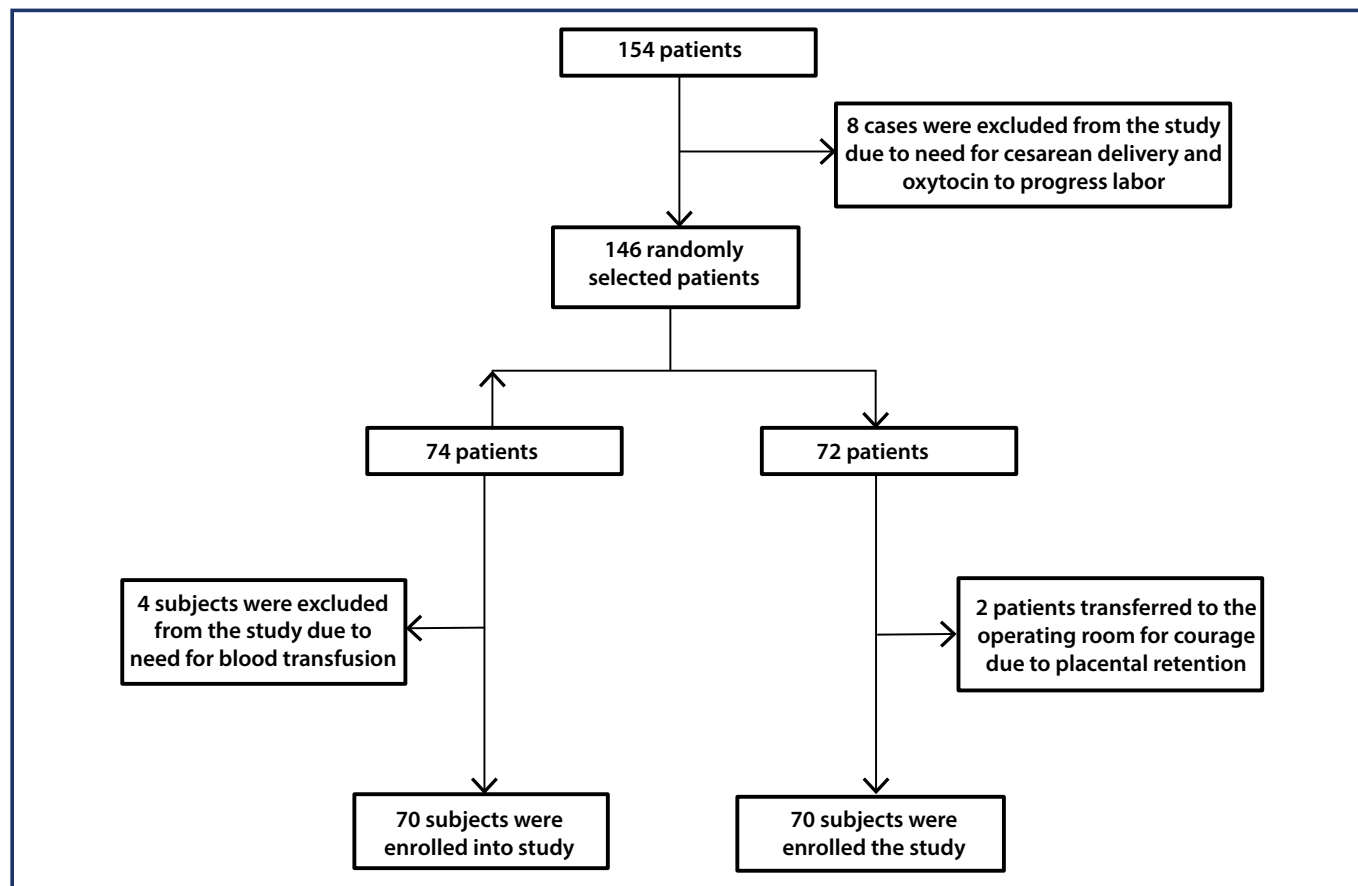 154 patients
8 cases were excluded from the study
due to need for cesarean delivery and
oxytocin to progress labor
146 randomly
selected patients
74 patients
72 patients
4 subjects were excluded
from the study due to
need for blood transfusion
2 patients transferred to the
operating room for courage
due to placental retention
70 subjects were
enrolled into study
70 subjects were
enrolled the study